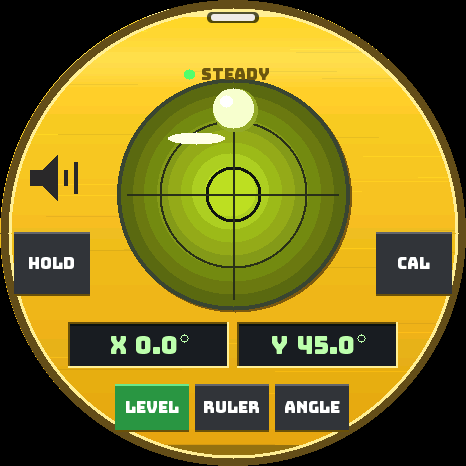 STEADY
HOLD
CAL
X 0.0°
Y 45.0°
LEVEL
RULER
ANGLE